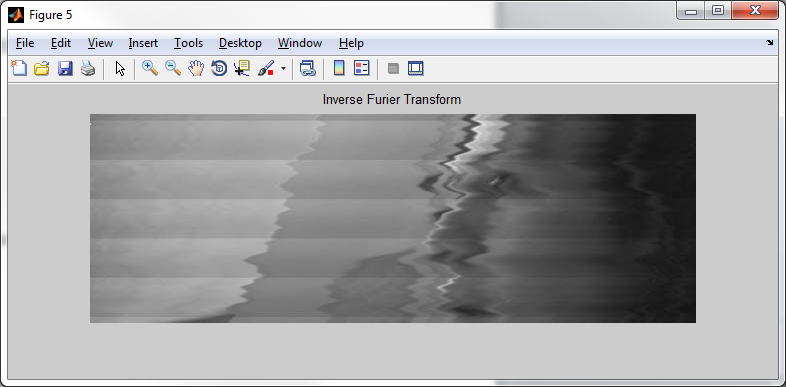 Figure 5
File Edit View Insert Tools Desktop Window Help
Inverse Furier Transform